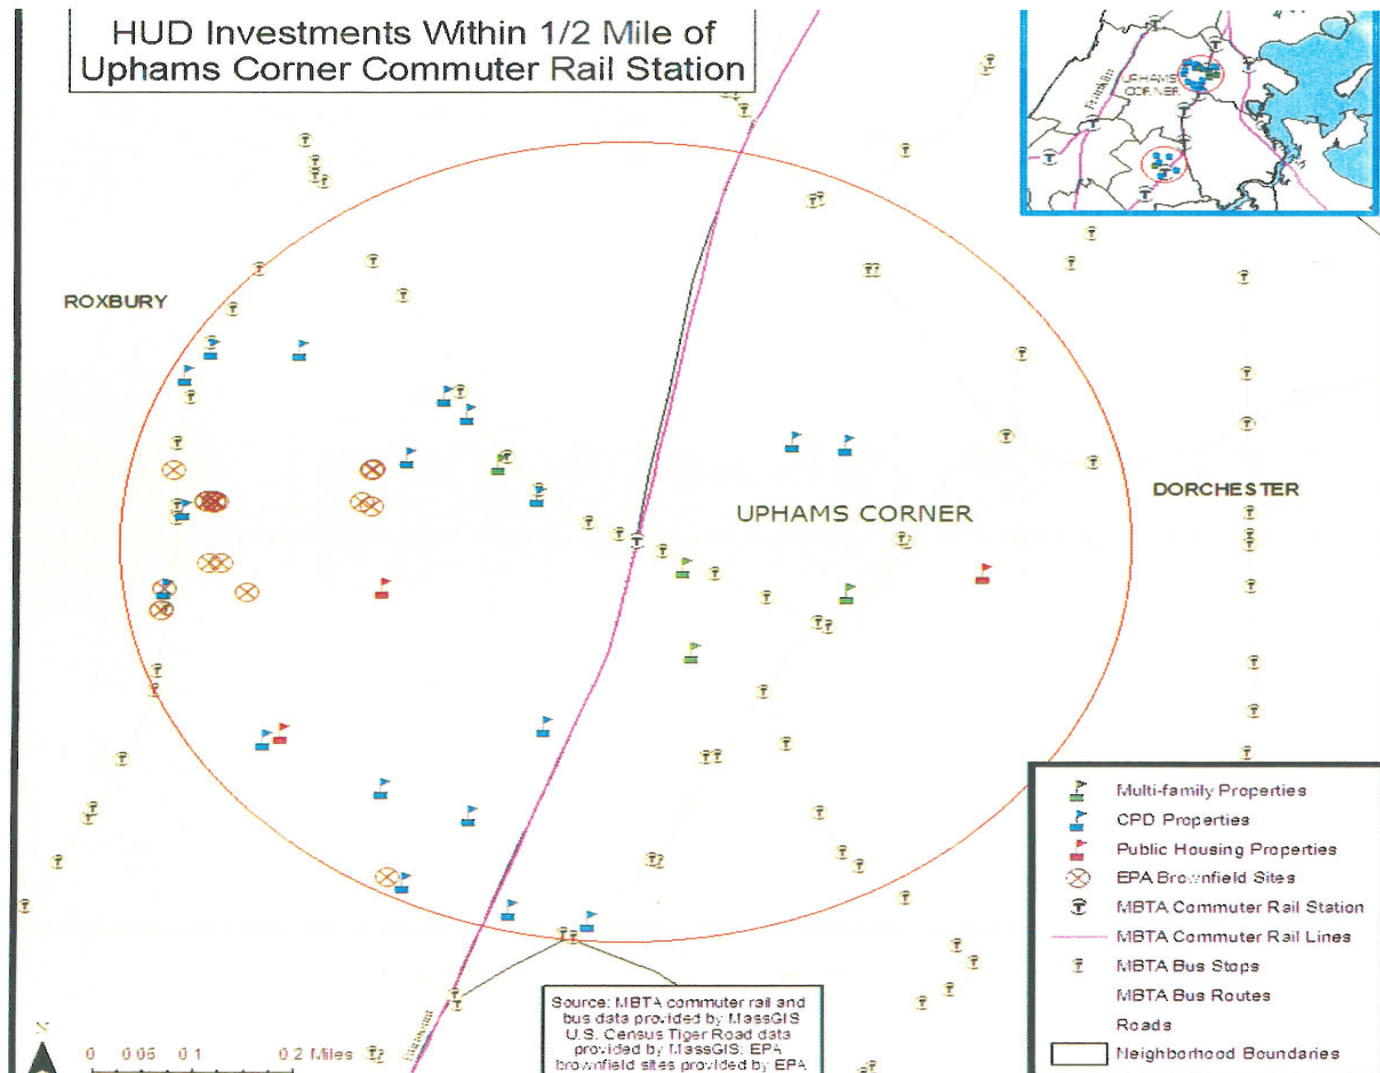 HUD Investments Within 1/2 Mile of
Uphams Corner Commuter Rail Station
UPHAMS
CORNER
Franklin
ROXBURY
DORCHESTER
UPHAMS CORNER
Multi-family Properties
CPD Properties
Public Housing Properties
EPA Brownfield Sites
MBTA Commuter Rail Station
MBTA Commuter Rail Lines
MBTA Bus Stops
MBTA Bus Routes
Roads
Neighborhood Boundaries
Source: MBTA commuter rail and
bus data provided by MassGIS
U.S. Census Tiger Road data
provided by MassGIS; EPA
brownfield sites provided by EPA
N
0 0.05 0.1 0.2 Miles